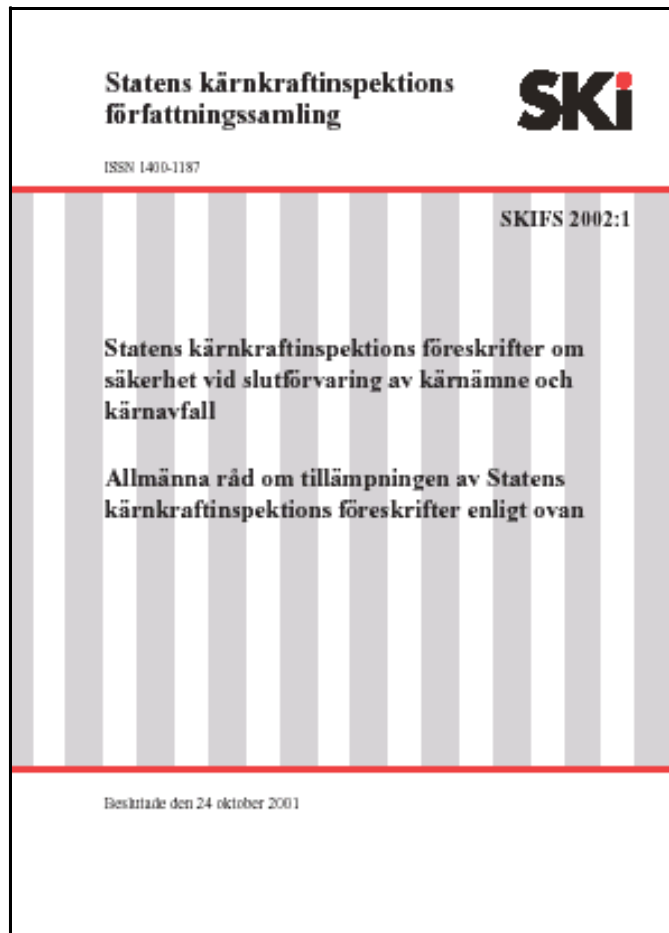 Statens kärnkraftinspektions
författningssamling
SKi
ISSN 1400-1187
SKIFS 2002:1
Statens kärnkraftinspektions föreskrifter om
säkerhet vid slutförvaring av kärnämne och
kärnavfall
Allmänna råd om tillämpningen av Statens
kärnkraftinspektions föreskrifter enligt ovan
Beslutade den 24 oktober 2001